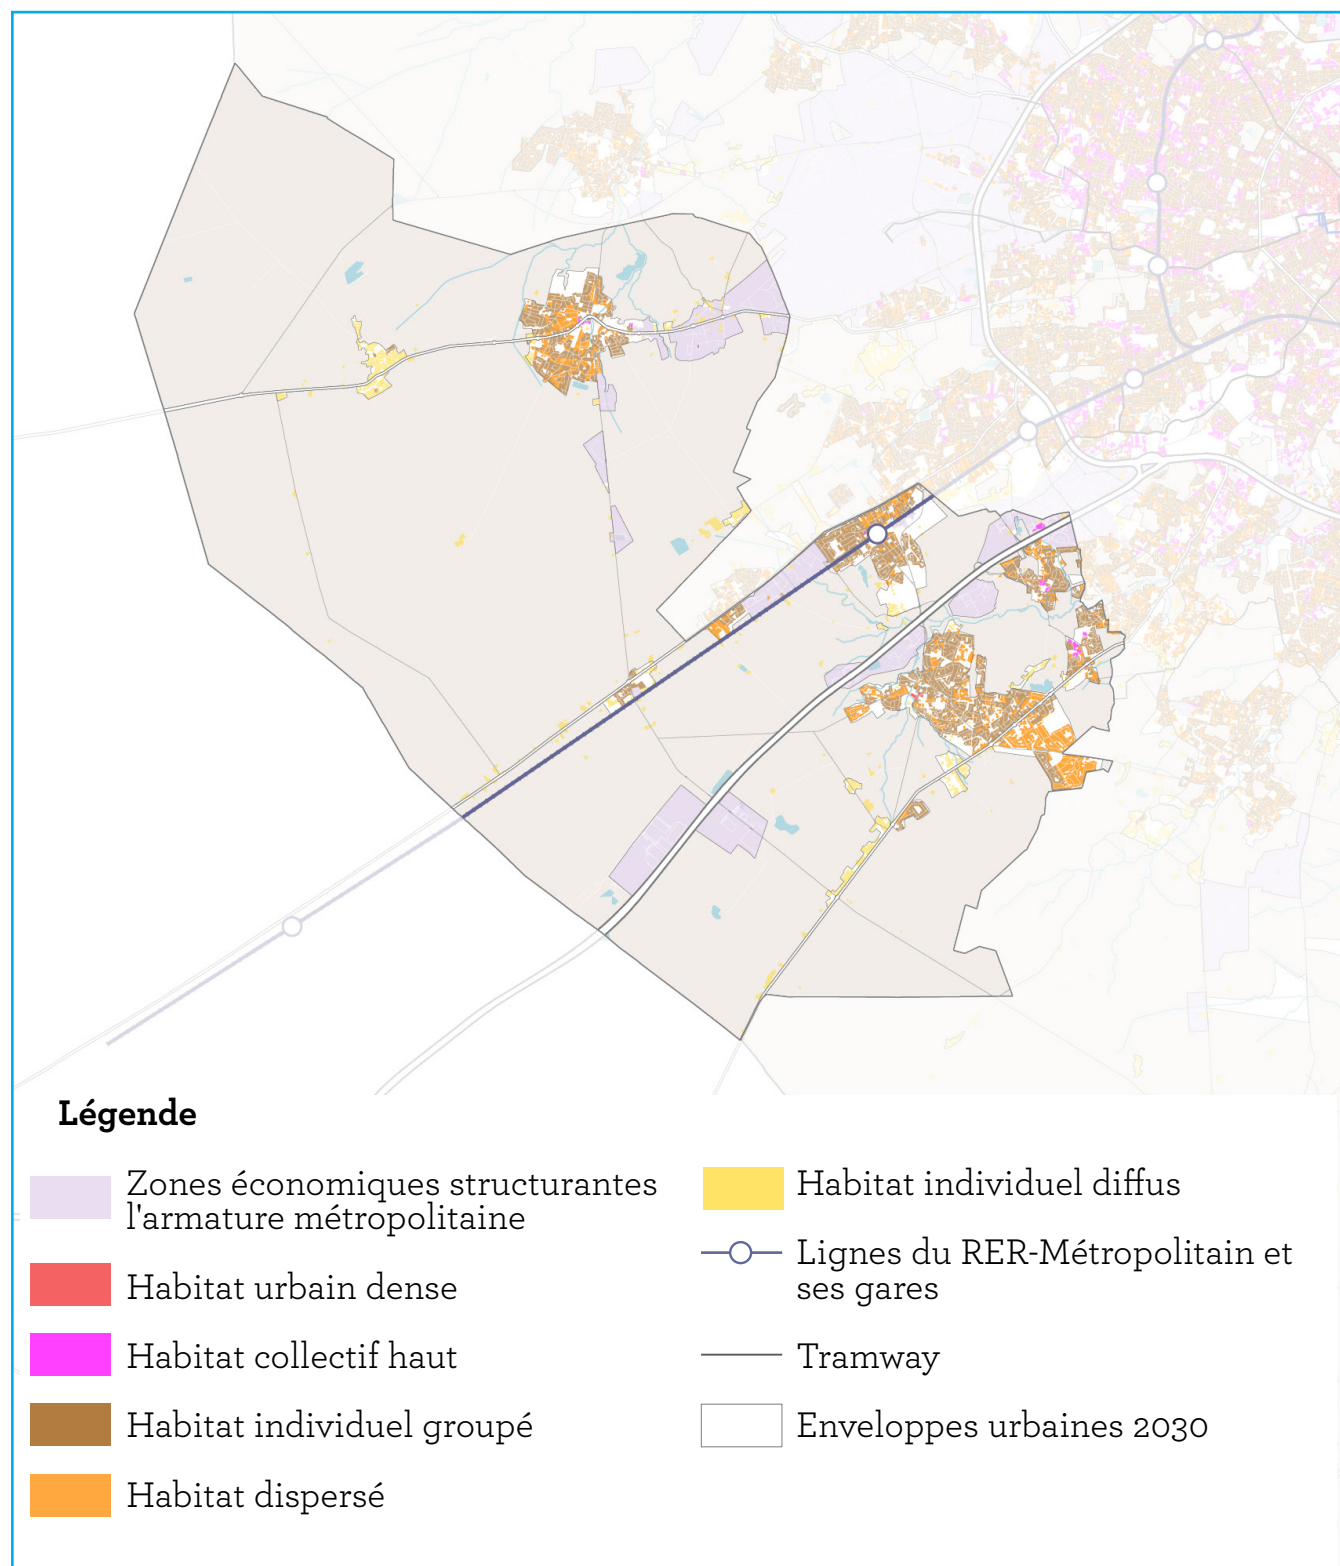 Légende
Zones économiques structurantes
l'armature métropolitaine
Habitat urbain dense
Habitat collectif haut
Habitat individuel groupé
Habitat dispersé
Habitat individuel diffus
Lignes du RER-Métropolitain et
ses gares
Tramway
Enveloppes urbaines 2030